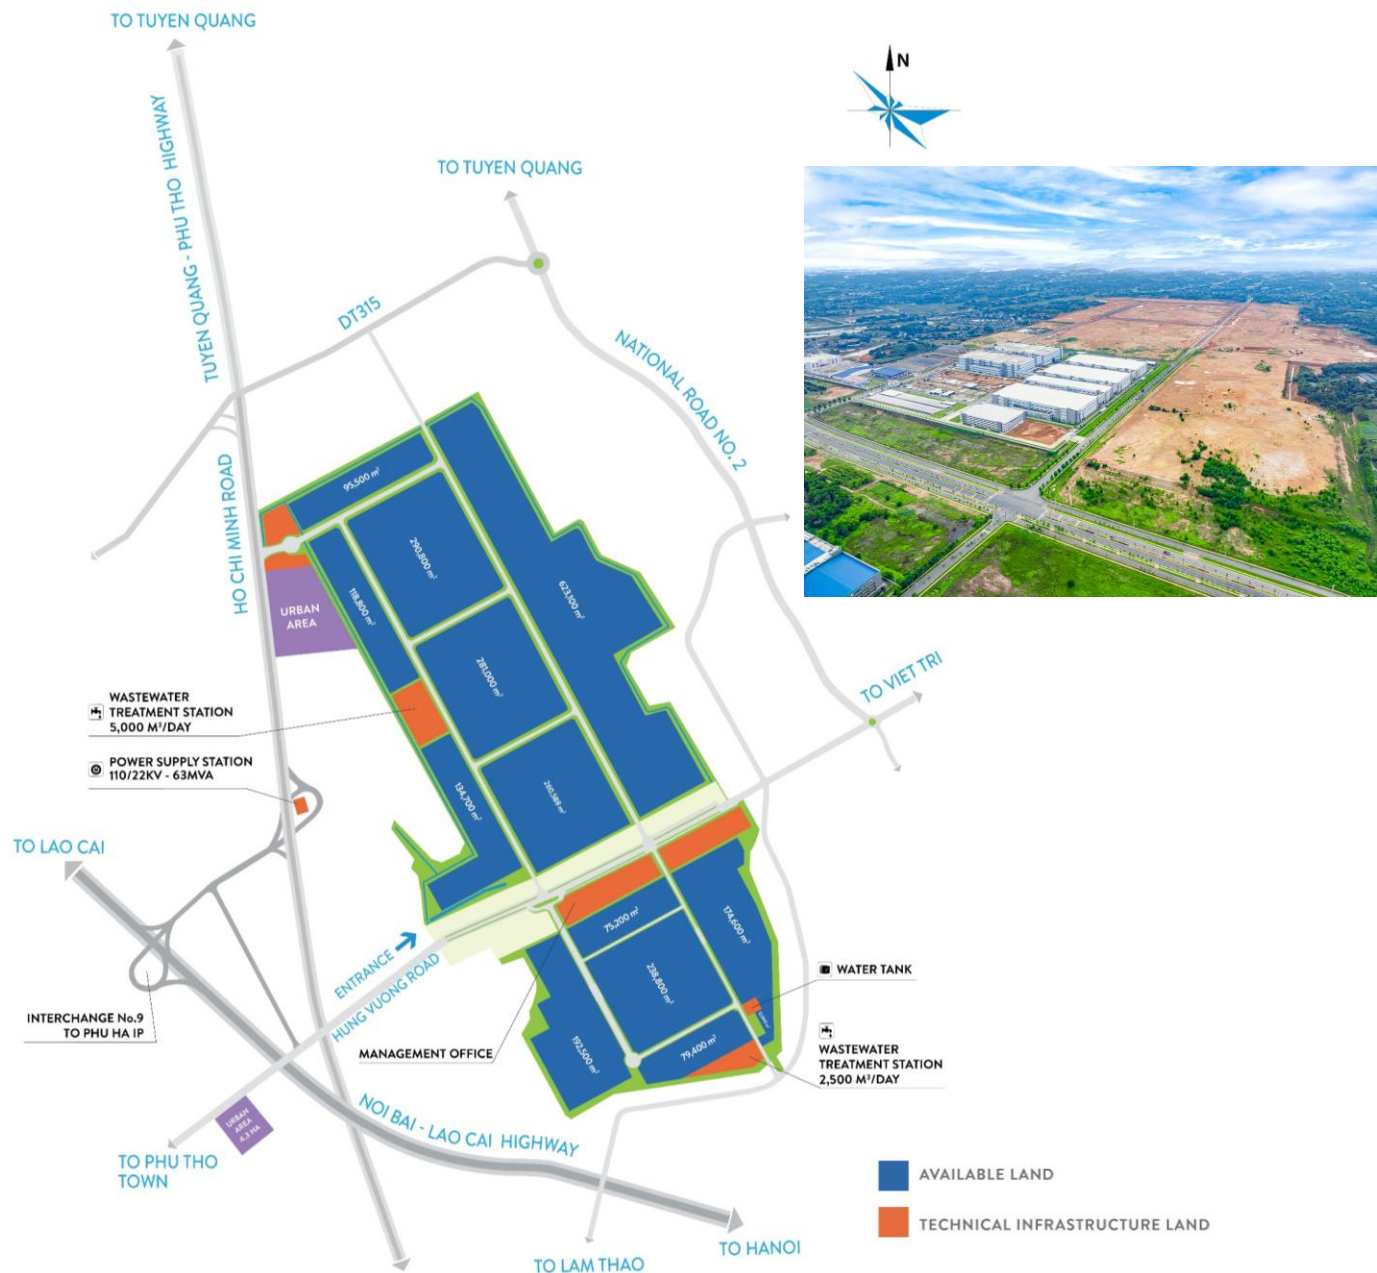 TO TUYEN QUANG
N
TUYEN QUANG - PHU THO HIGHWAY
TO TUYEN QUANG
DT315
NATIONAL ROAD NO. 2
HO CHI MINH ROAD
95,500 m²
290,800 m²
623,100 m²
118,800 m²
URBAN
AREA
281,000 m²
TO VIET TRI
WASTEWATER
TREATMENT STATION
5,000 M³/DAY
POWER SUPPLY STATION
110/22KV - 63MVA
134,700 m²
260,588 m²
TO LAO CAI
75,200 m²
174,600 m²
ENTRANCE
HUNG VUONG ROAD
238,800 m²
WATER TANK
INTERCHANGE No.9
TO PHU HA IP
MANAGEMENT OFFICE
192,500 m²
79,400 m²
WASTEWATER
TREATMENT STATION
2,500 M³/DAY
NOI BAI - LAO CAI HIGHWAY
URBAN
AREA
4.3 HA
TO PHU THO
TOWN
AVAILABLE LAND
TECHNICAL INFRASTRUCTURE LAND
TO HANOI
TO LAM THAO